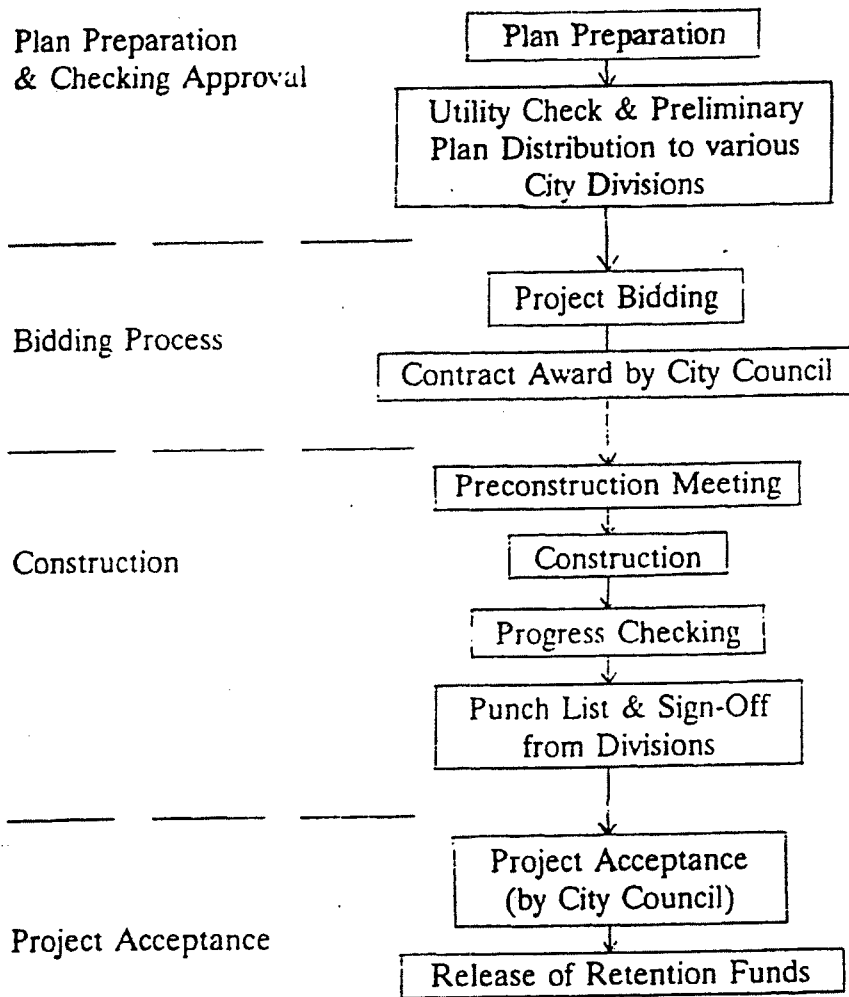 Plan Preparation
& Checking Approval
Plan Preparation
Utility Check & Preliminary
Plan Distribution to various
City Divisions
Bidding Process
Project Bidding
Contract Award by City Council
Construction
Preconstruction Meeting
Construction
Progress Checking
Punch List & Sign-Off
from Divisions
Project Acceptance
Project Acceptance
(by City Council)
Release of Retention Funds